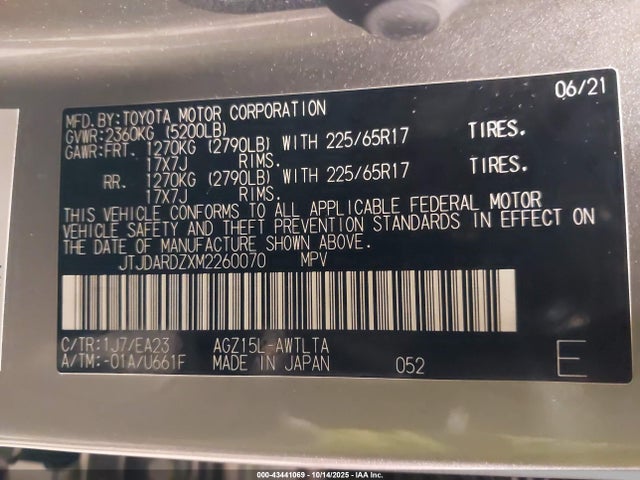 06/21
MFD.BY:TOYOTA MOTOR CORPORATION
GVWR:2360KG (5200LB)
GAWR:FRT. 1270KG (2790LB) WITH 225/65R17 TIRES.
17X7J RIMS.
RR. 1270KG (2790LB) WITH 225/65R17 TIRES.
17X7J RIMS.
THIS VEHICLE CONFORMS TO ALL APPLICABLE FEDERAL MOTOR
VEHICLE SAFETY AND THEFT PREVENTION STANDARDS IN EFFECT ON
THE DATE OF MANUFACTURE SHOWN ABOVE.
JTJDARDZXM2260070 MPV
C/TR:1J7/EA23 AGZ15L-AWTLTA
A/TM:-01A/U661F MADE IN JAPAN 052 E
000-43441069 | 10/14/2025 | IAA Inc.